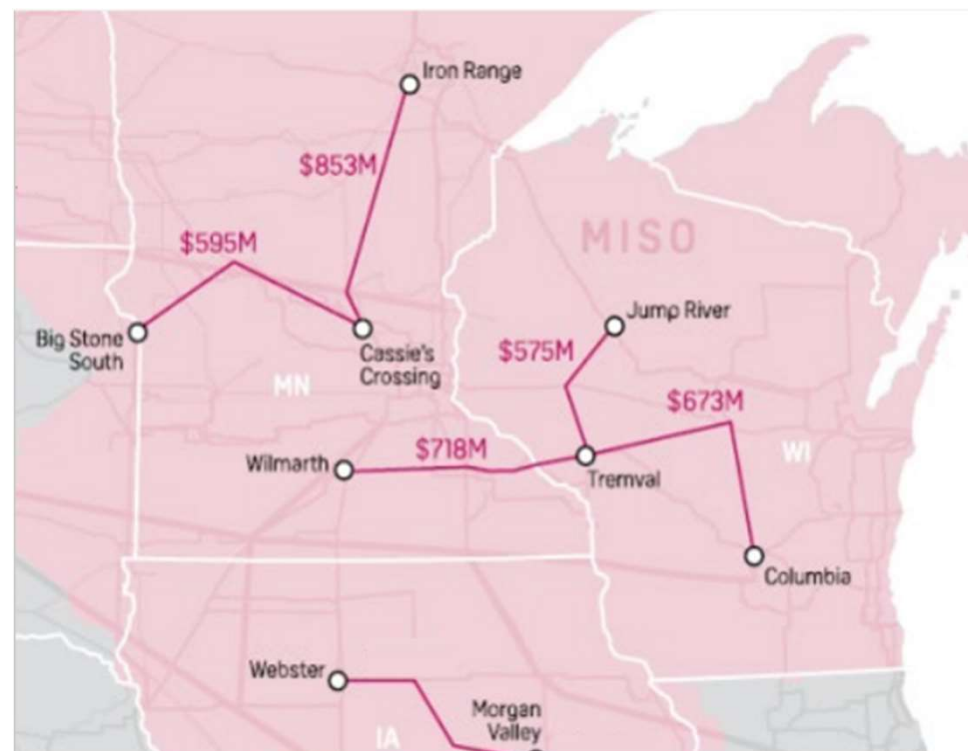 Iron Range
$853M
$595M
MISO
Jump River
Big Stone
South
$575M
Cassie's
Crossing
MN
$673M
$718M
WI
Wilmarth
Tremval
Columbia
Webster
Morgan
Valley
IA